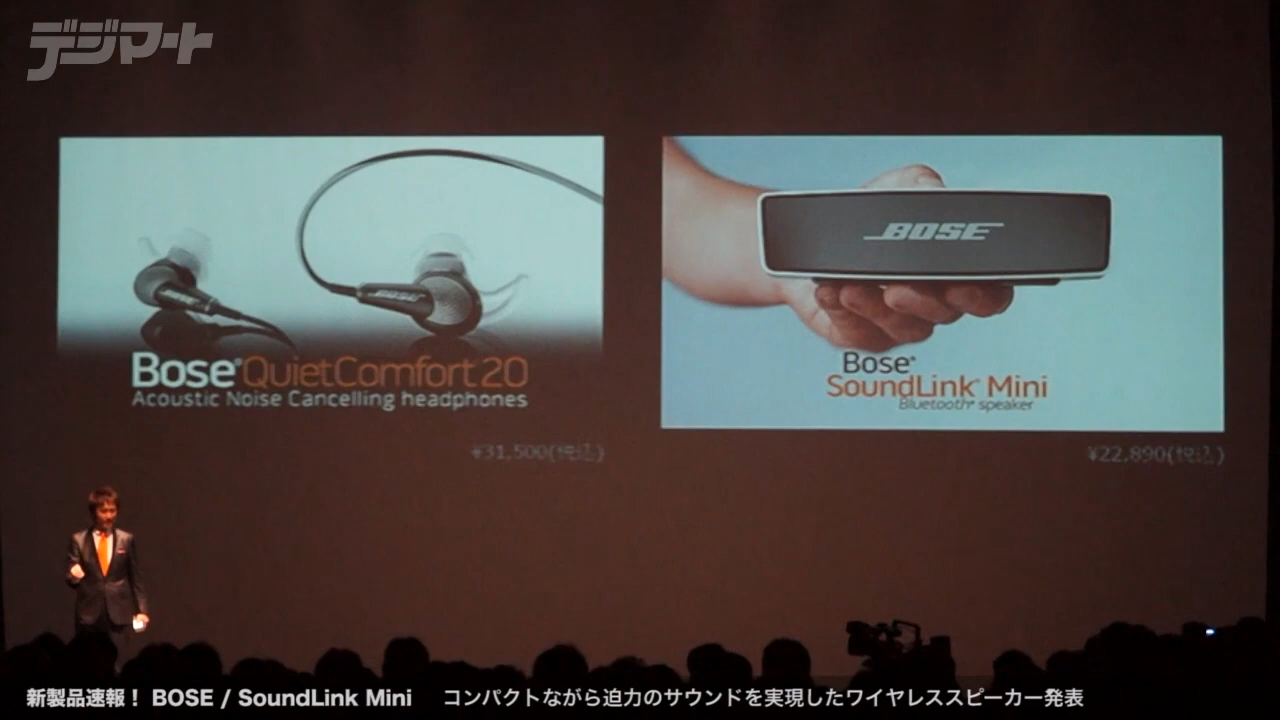 デジマート
BOSE
BOSE
Bose® QuietComfort 20
Acoustic Noise Cancelling headphones
Bose®
SoundLink® Mini
Bluetooth® speaker
¥31,500(税込)
¥22,890(税込)
新製品速報！ BOSE / SoundLink Mini コンパクトながら迫力のサウンドを実現したワイヤレススピーカー発表